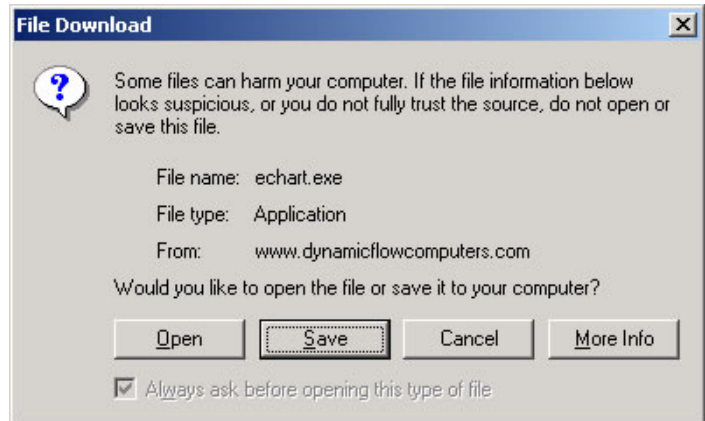 File Download
Some files can harm your computer. If the file information below
looks suspicious, or you do not fully trust the source, do not open or
save this file.
File name: echart.exe
File type: Application
From: www.dynamicflowcomputers.com
Would you like to open the file or save it to your computer?
Open Save Cancel More Info
Always ask before opening this type of file